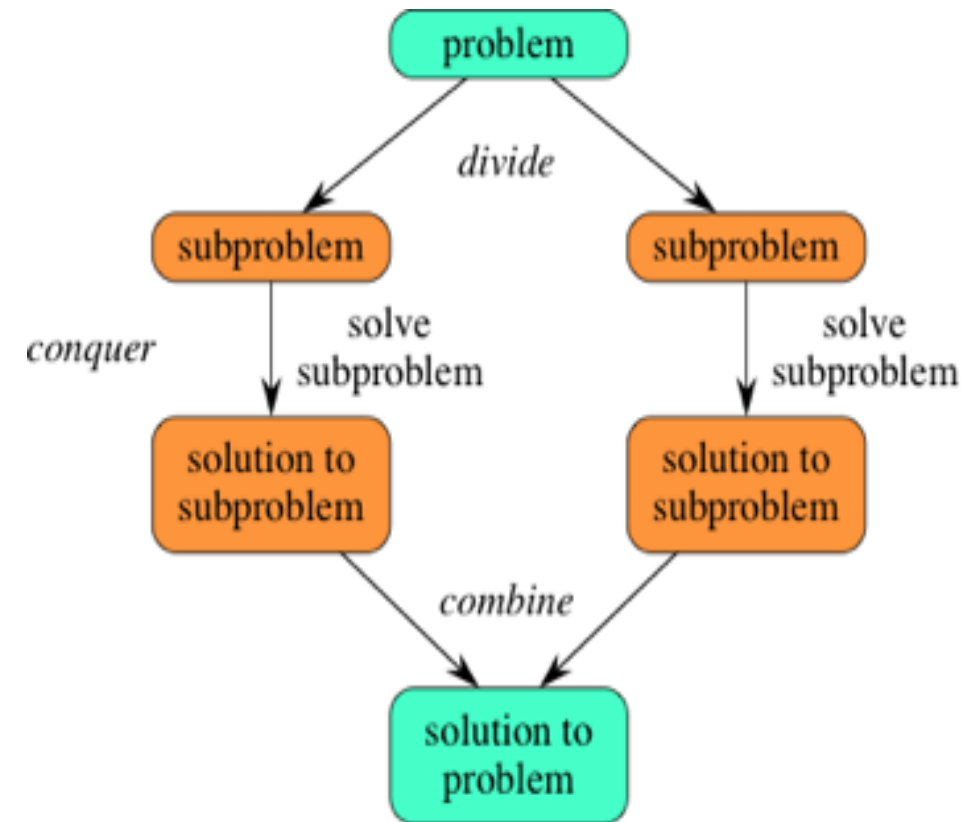 problem
divide
subproblem
subproblem
conquer
solve
subproblem
solve
subproblem
solution to
subproblem
solution to
subproblem
combine
solution to
problem